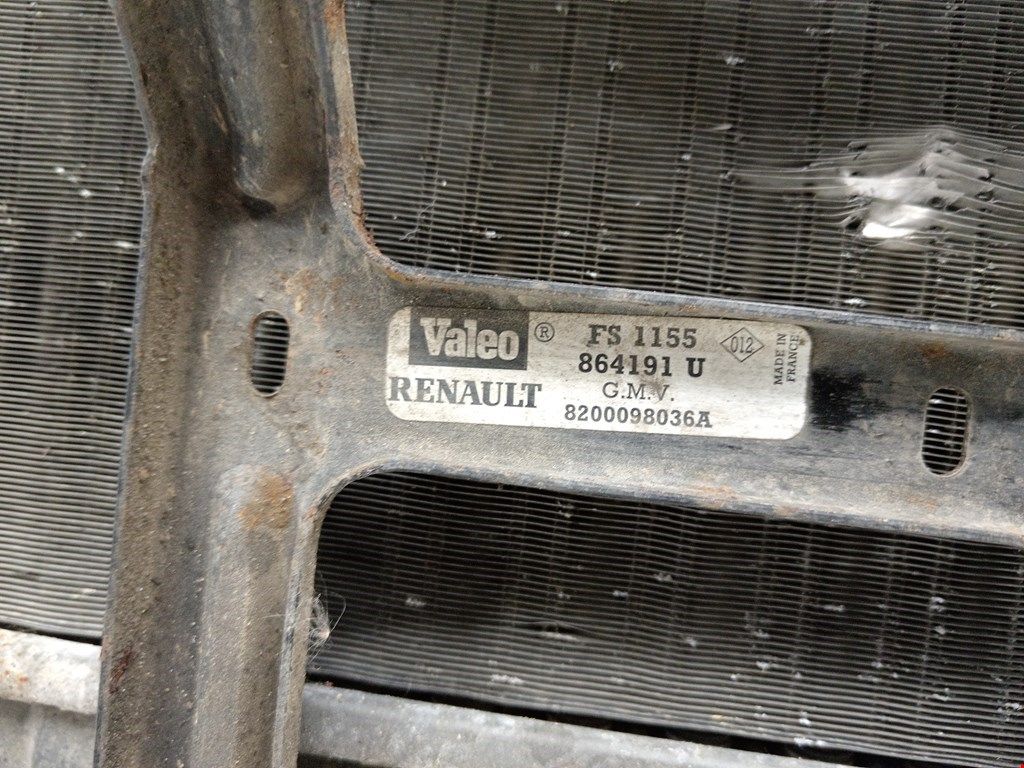 Valeo ® FS 1155 012
864191 U
RENAULT G.M.V.
8200098036A
MADE IN
FRANCE